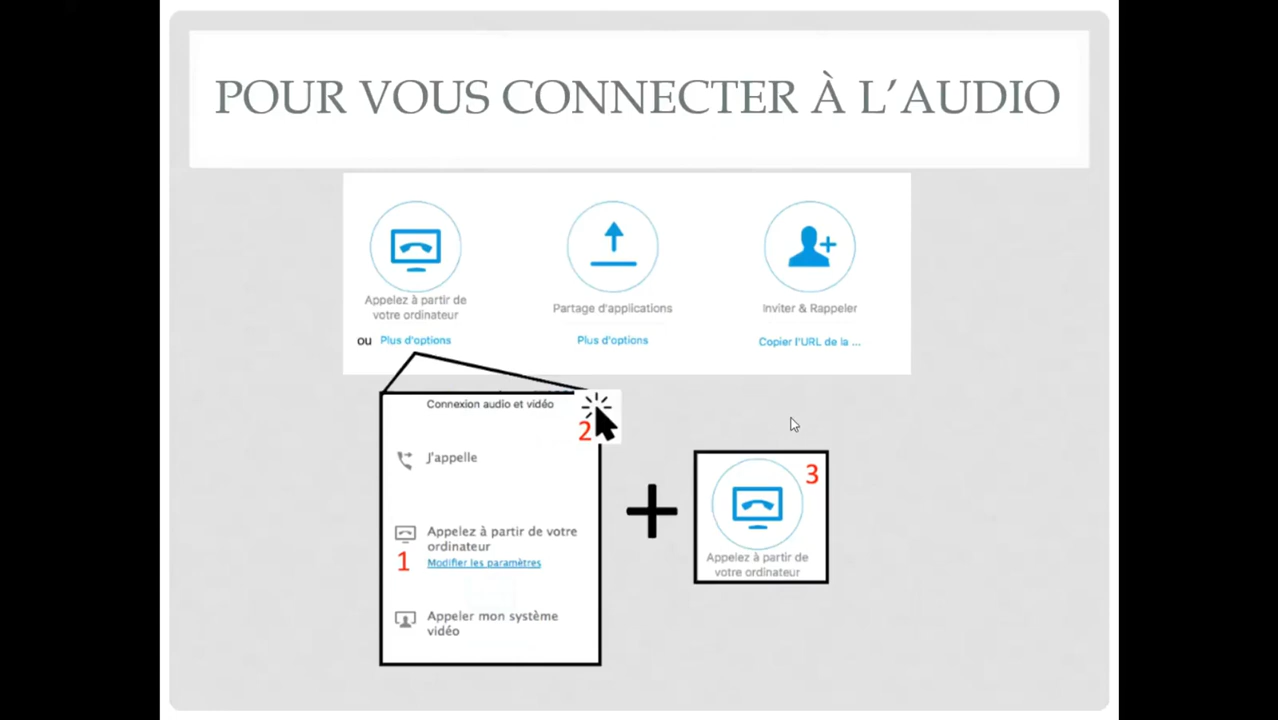 POUR VOUS CONNECTER À L'AUDIO
Appelez à partir de
votre ordinateur
ou Plus d'options
Partage d'applications
Plus d'options
Inviter & Rappeler
Copier l'URL de la ...
Connexion audio et vidéo
2
J'appelle
Appelez à partir de votre
ordinateur
1 Modifier les paramètres
Appeler mon système
vidéo
3
Appelez à partir de
votre ordinateur